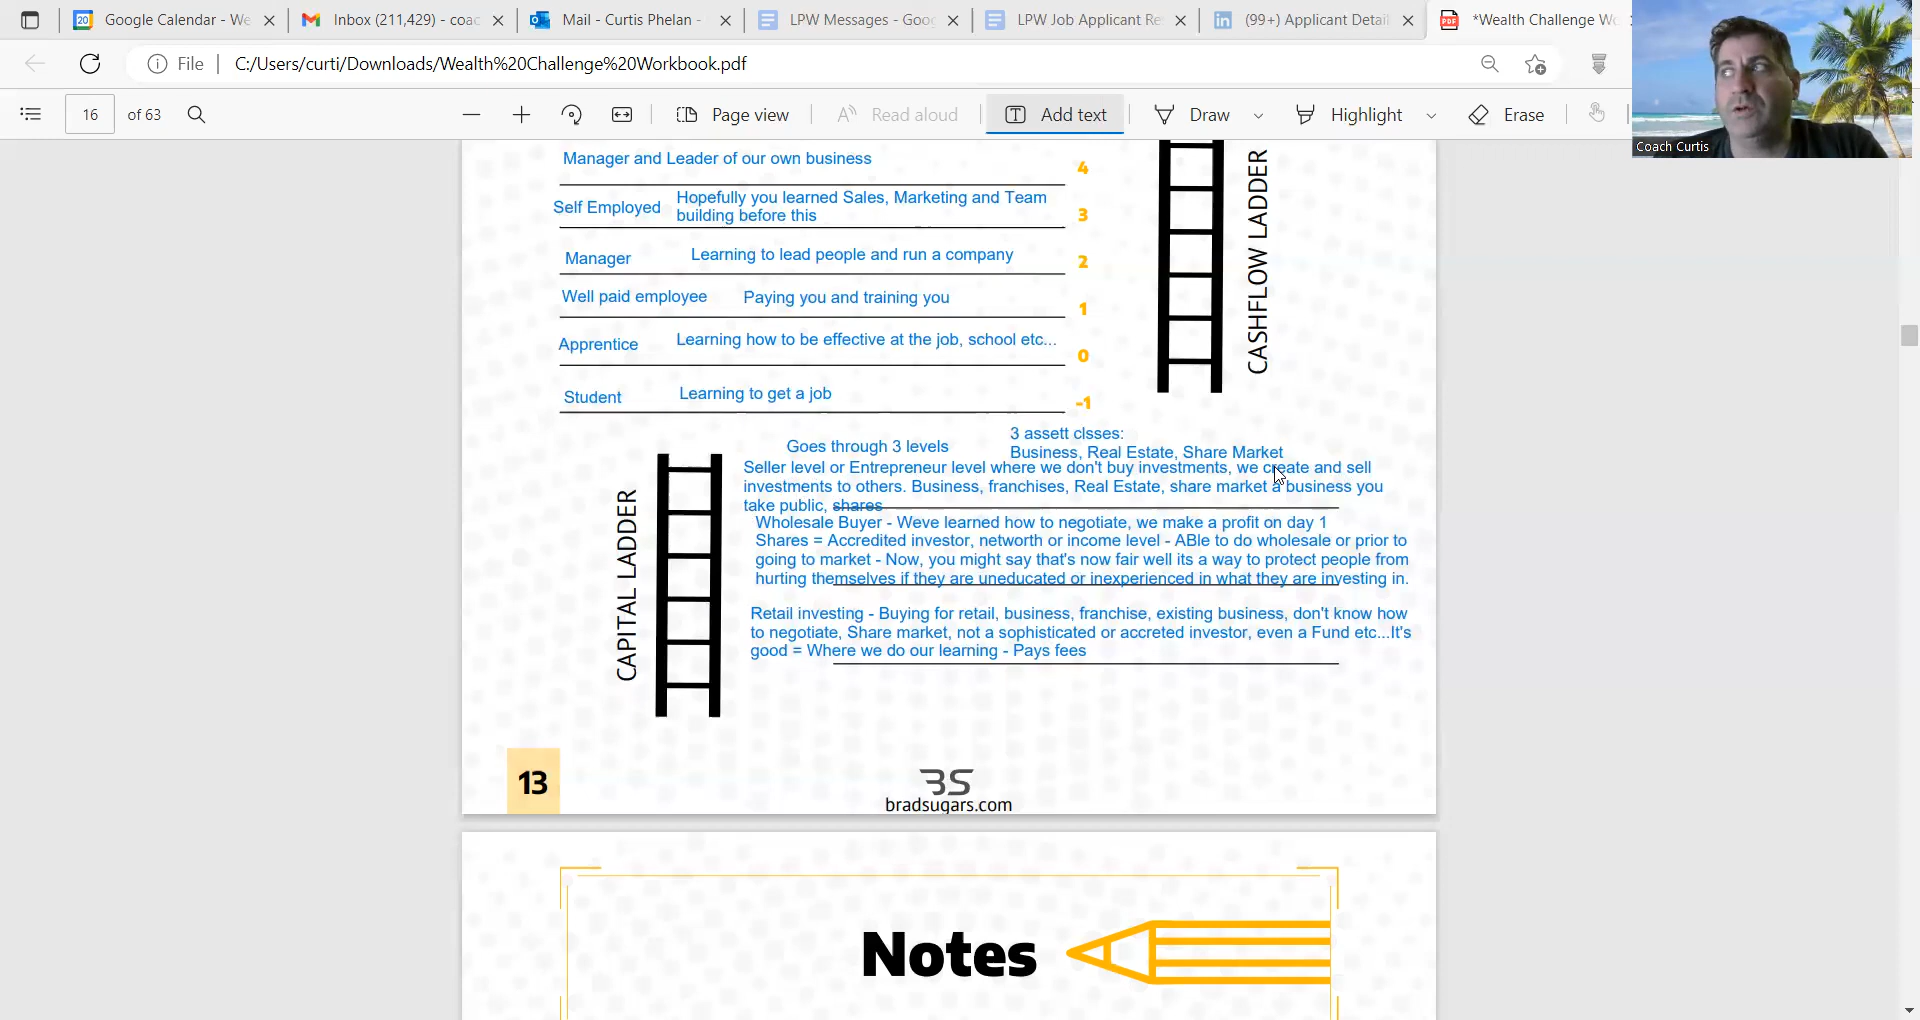 Google Calendar - We
Inbox (211,429) - coac
Mail - Curtis Phelan -
LPW Messages - Goog
LPW Job Applicant Re
(99+) Applicant Detail
*Wealth Challenge Wo
File
C:/Users/curti/Downloads/Wealth%20Challenge%20Workbook.pdf
16 of 63
Page view
Read aloud
Add text
Draw
Highlight
Erase
Coach Curtis
Manager and Leader of our own business
4
Self Employed
Hopefully you learned Sales, Marketing and Team
building before this
3
Manager
Learning to lead people and run a company
2
Well paid employee
Paying you and training you
1
Apprentice
Learning how to be effective at the job, school etc...
0
Student
Learning to get a job
-1
CASHFLOW LADDER
Goes through 3 levels
3 assett clsses:
Business, Real Estate, Share Market
CAPITAL LADDER
Seller level or Entrepreneur level where we don't buy investments, we create and sell
investments to others. Business, franchises, Real Estate, share market a business you
take public, shares
Wholesale Buyer - Weve learned how to negotiate, we make a profit on day 1
Shares = Accredited investor, networth or income level - ABle to do wholesale or prior to
going to market - Now, you might say that's now fair well its a way to protect people from
hurting themselves if they are uneducated or inexperienced in what they are investing in.
Retail investing - Buying for retail, business, franchise, existing business, don't know how
to negotiate, Share market, not a sophisticated or accreted investor, even a Fund etc...It's
good = Where we do our learning - Pays fees
13
BS
bradsugars.com
Notes